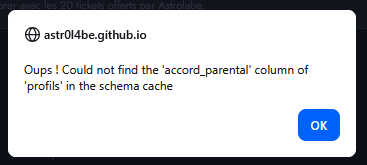 orer avec les 20 tickets offerts par Astrolabe
astr0l4be.github.io
Oups ! Could not find the 'accord_parental' column of
'profils' in the schema cache
OK